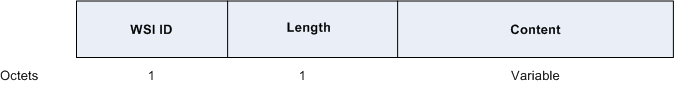 WSI ID Length Content
Octets 1 1 Variable